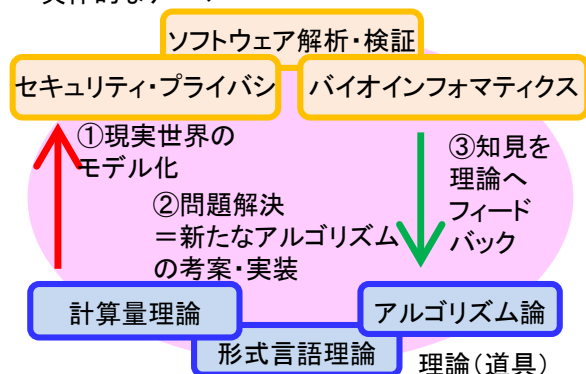 ソフトウェア解析・検証
セキュリティ・プライバシ
バイオインフォマティクス
①現実世界の
モデル化
②問題解決
＝新たなアルゴリズム
の考案・実装
③知見を
理論へ
フィード
バック
計算量理論
アルゴリズム論
形式言語理論
理論(道具)